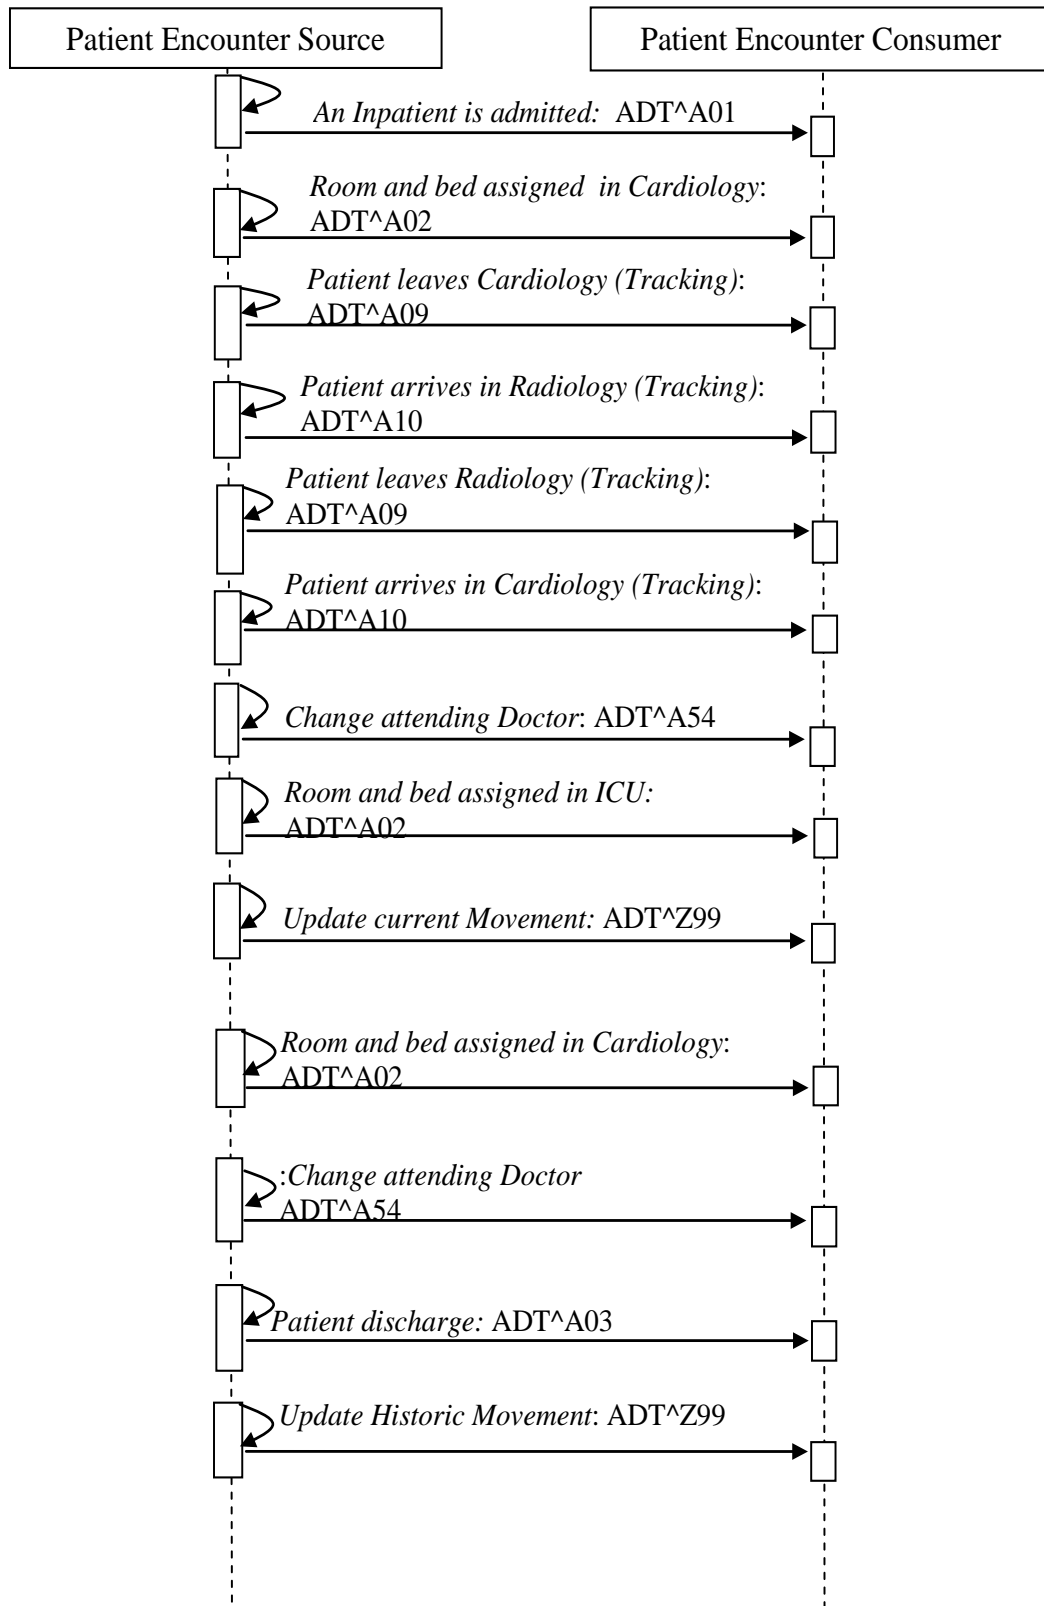 Patient Encounter Source
Patient Encounter Consumer
An Inpatient is admitted: ADT^A01
Room and bed assigned in Cardiology:
ADT^A02
Patient leaves Cardiology (Tracking):
ADT^A09
Patient arrives in Radiology (Tracking):
ADT^A10
Patient leaves Radiology (Tracking):
ADT^A09
Patient arrives in Cardiology (Tracking):
ADT^A10
Change attending Doctor: ADT^A54
Room and bed assigned in ICU:
ADT^A02
Update current Movement: ADT^Z99
Room and bed assigned in Cardiology:
ADT^A02
:Change attending Doctor
ADT^A54
Patient discharge: ADT^A03
Update Historic Movement: ADT^Z99